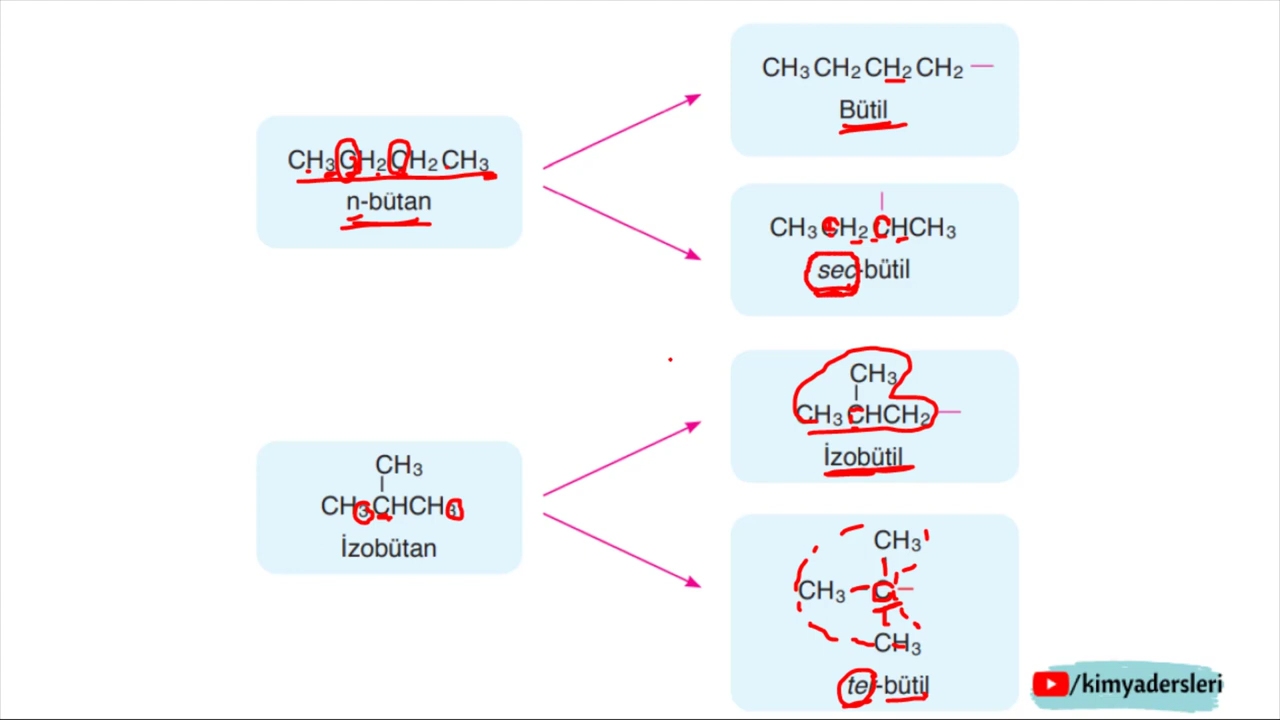 CH₃CH₂CH₂CH₃
n-bütan
CH₃CH₂CH₂CH₂—
Bütil
CH₃CH₂CHCH₃
sec-bütil
CH₃
CH₃CHCH₃
İzobütan
CH₃
CH₃CHCH₂—
İzobütil
CH₃
CH₃—C—
CH₃
ter-bütil
/kimyadersleri